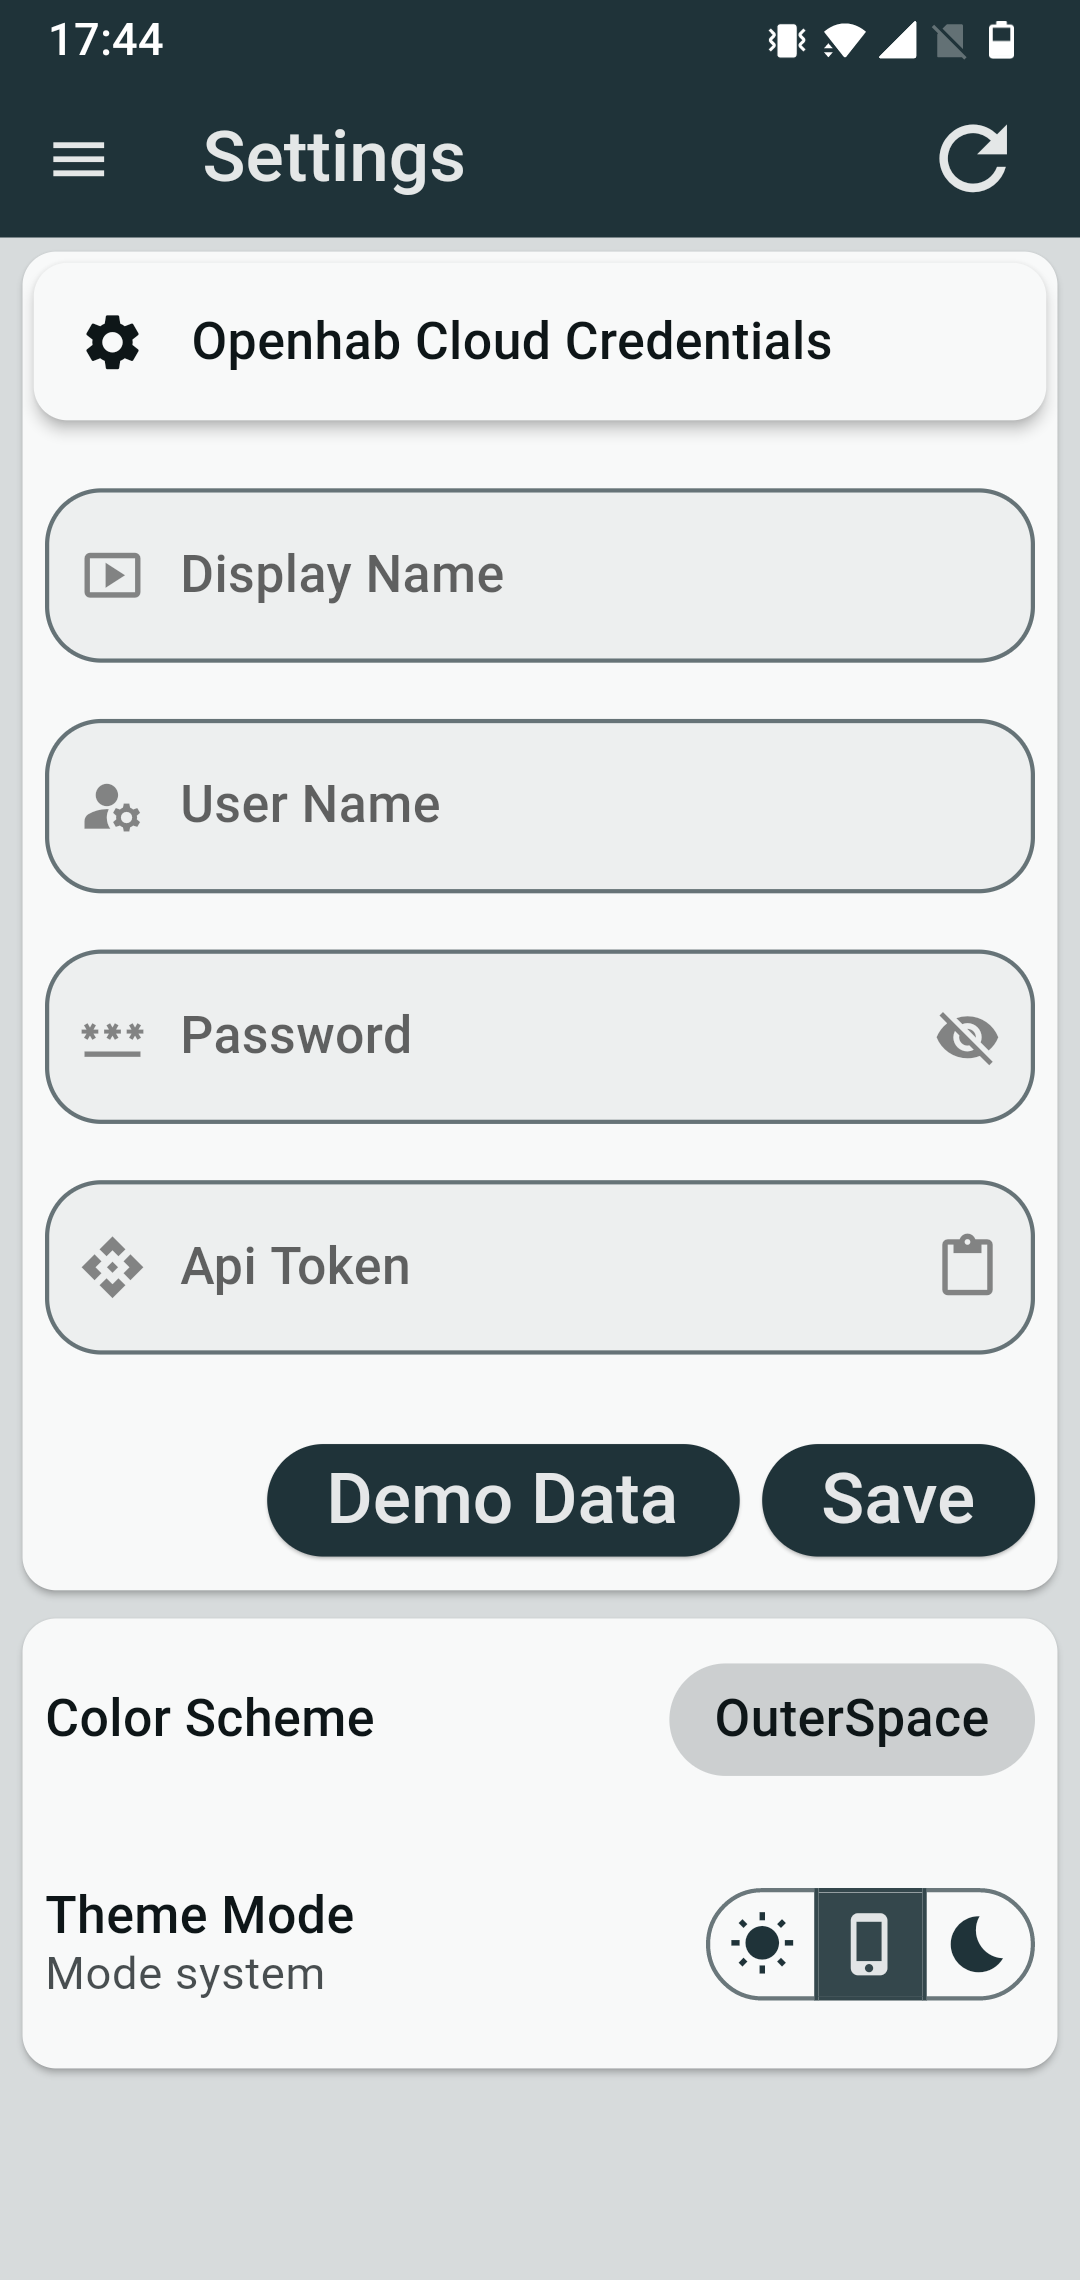 17:44
Settings
Openhab Cloud Credentials
Display Name
User Name
Password
Api Token
Demo Data
Save
Color Scheme
OuterSpace
Theme Mode
Mode system